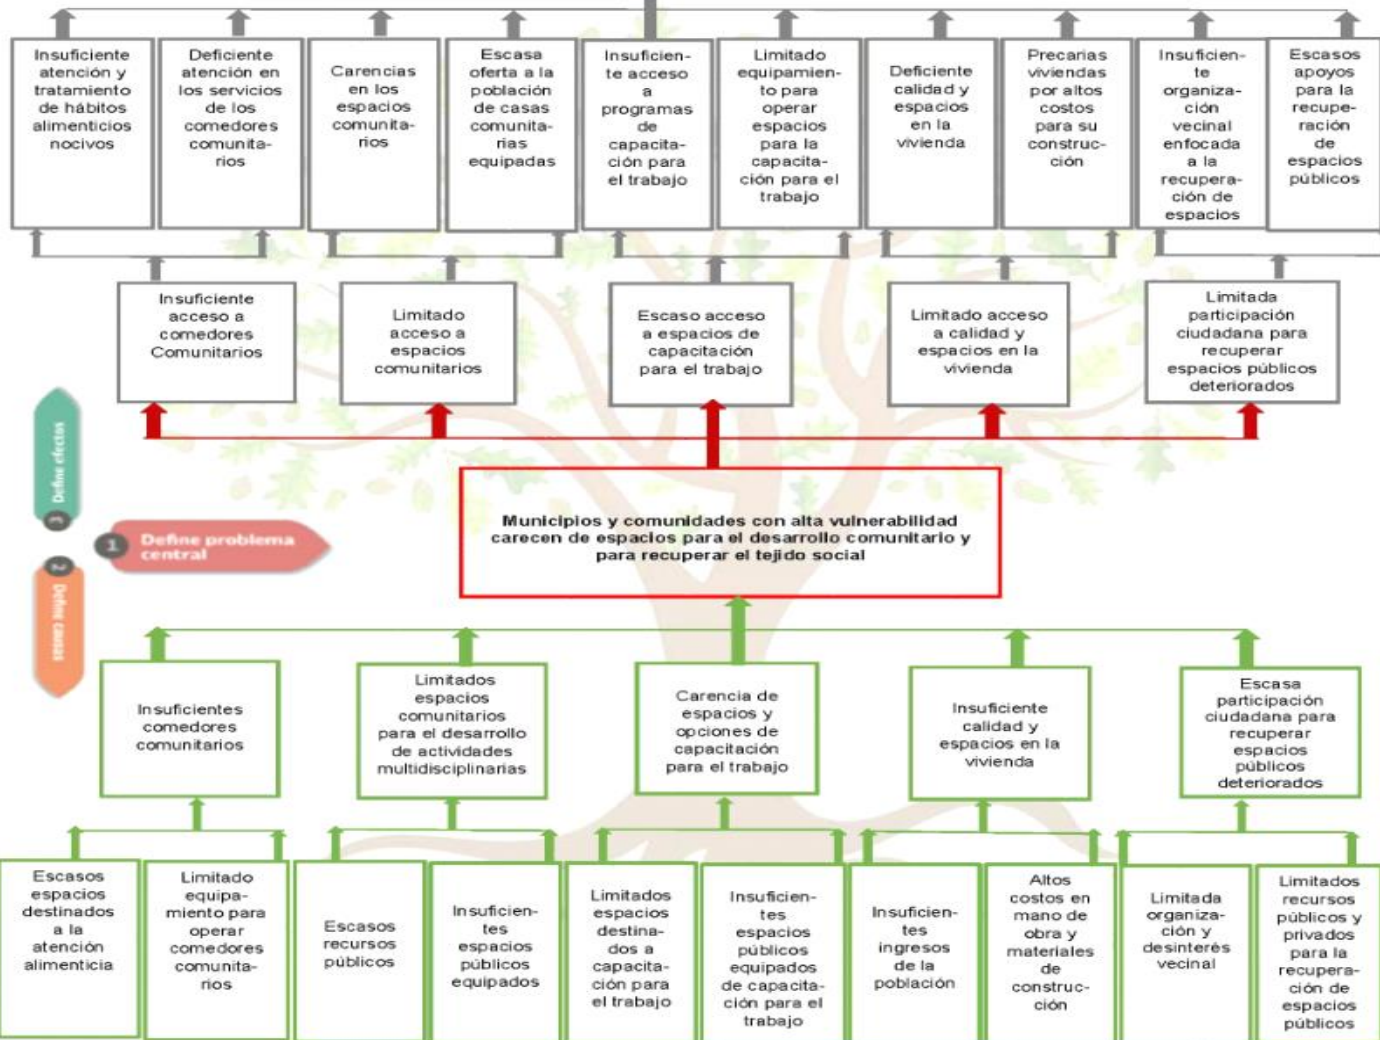 Insuficiente
atención y
tratamiento
de hábitos
alimenticios
nocivos
Deficiente
atención en
los servicios
de los
comedores
comunita-
rios
Carencias
en los
espacios
comunita-
rios
Escasa
oferta a la
población
de casas
comunita-
rias
equipadas
Insuficien-
te acceso
a
programas
de
capacita-
ción para
el trabajo
Limitado
equipamien-
to para
operar
espacios
para la
capacita-
ción para el
trabajo
Deficiente
calidad y
espacios
en la
vivienda
Precarias
viviendas
por altos
costos
para su
construc-
ción
Insuficien-
te
organiza-
ción
vecinal
enfocada
a la
recupera-
ción de
espacios
Escasos
apoyos
para la
recupe-
ración
de
espacios
públicos
Insuficiente
acceso a
comedores
Comunitarios
Limitado
acceso a
espacios
comunitarios
Escaso acceso
a espacios de
capacitación
para el trabajo
Limitado acceso
a calidad y
espacios en la
vivienda
Limitada
participación
ciudadana para
recuperar
espacios públicos
deteriorados
Define efectos
3
1
Define problema
central
2
Define causas
Municipios y comunidades con alta vulnerabilidad
carecen de espacios para el desarrollo comunitario y
para recuperar el tejido social
Insuficientes
comedores
comunitarios
Limitados
espacios
comunitarios
para el desarrollo
de actividades
multidisciplinarias
Carencia de
espacios y
opciones de
capacitación
para el trabajo
Insuficiente
calidad y
espacios en la
vivienda
Escasa
participación
ciudadana para
recuperar
espacios
públicos
deteriorados
Escasos
espacios
destinados
a la
atención
alimenticia
Limitado
equipa-
miento para
operar
comedores
comunita-
rios
Escasos
recursos
públicos
Insuficien-
tes
espacios
públicos
equipados
Limitados
espacios
destina-
dos a
capacita-
ción para
el trabajo
Insuficien-
tes
espacios
públicos
equipados
de capacita-
ción para el
trabajo
Insuficien-
tes
ingresos
de la
población
Altos
costos en
mano de
obra y
materiales
de
construc-
ción
Limitada
organiza-
ción y
desinterés
vecinal
Limitados
recursos
públicos y
privados
para la
recupera-
ción de
espacios
públicos